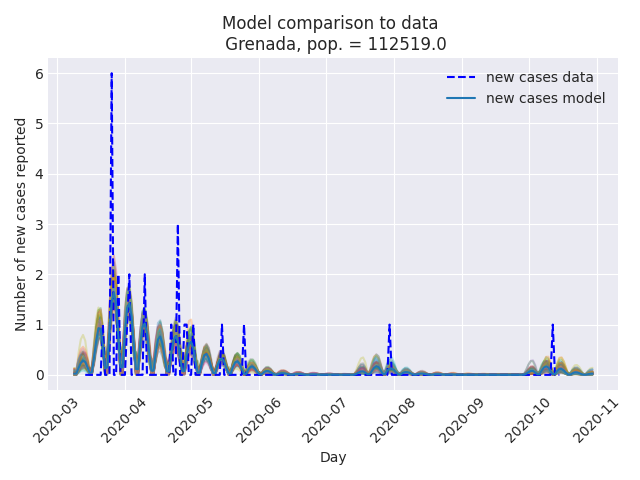 Model comparison to data
Grenada, pop. = 112519.0
new cases data
new cases model
Number of new cases reported
6
5
4
3
2
1
0
2020-03
2020-04
2020-05
2020-06
2020-07
2020-08
2020-09
2020-10
2020-11
Day